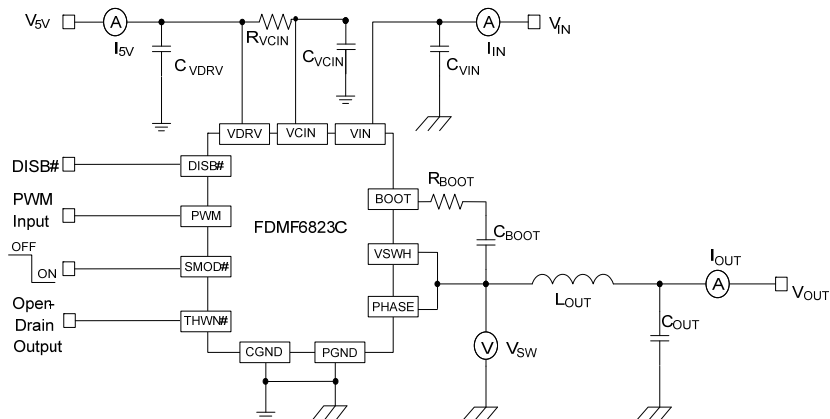 V5V
A
I5V
RVCIN
CVDRV
CVCIN
A
IIN
VIN
CVIN
VDRV
VCIN
VIN
DISB#
DISB#
PWM
Input
PWM
FDMF6823C
BOOT
RBOOT
CBOOT
OFF
ON
SMOD#
VSWH
Open-
Drain
Output
THWN#
PHASE
LOUT
IOUT
A
VOUT
COUT
V
VSW
CGND
PGND